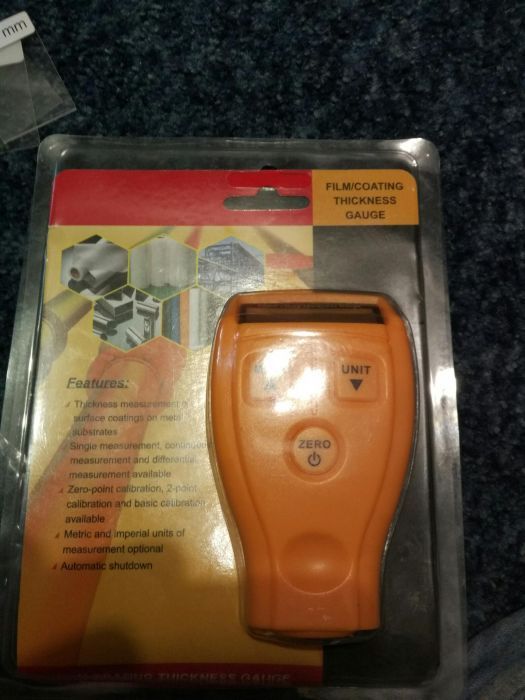 mm
FILM/COATING
THICKNESS
GAUGE
UNIT
ZERO
Features:
Thickness measurement
surface coatings on metal
substrates
Single measurement,
measurement and differential
measurement available
Zero-point calibration, 2-point
calibration and basic calibration
available
Metric and imperial units of
measurement optional
Automatic shutdown
THICKNESS GAUGE